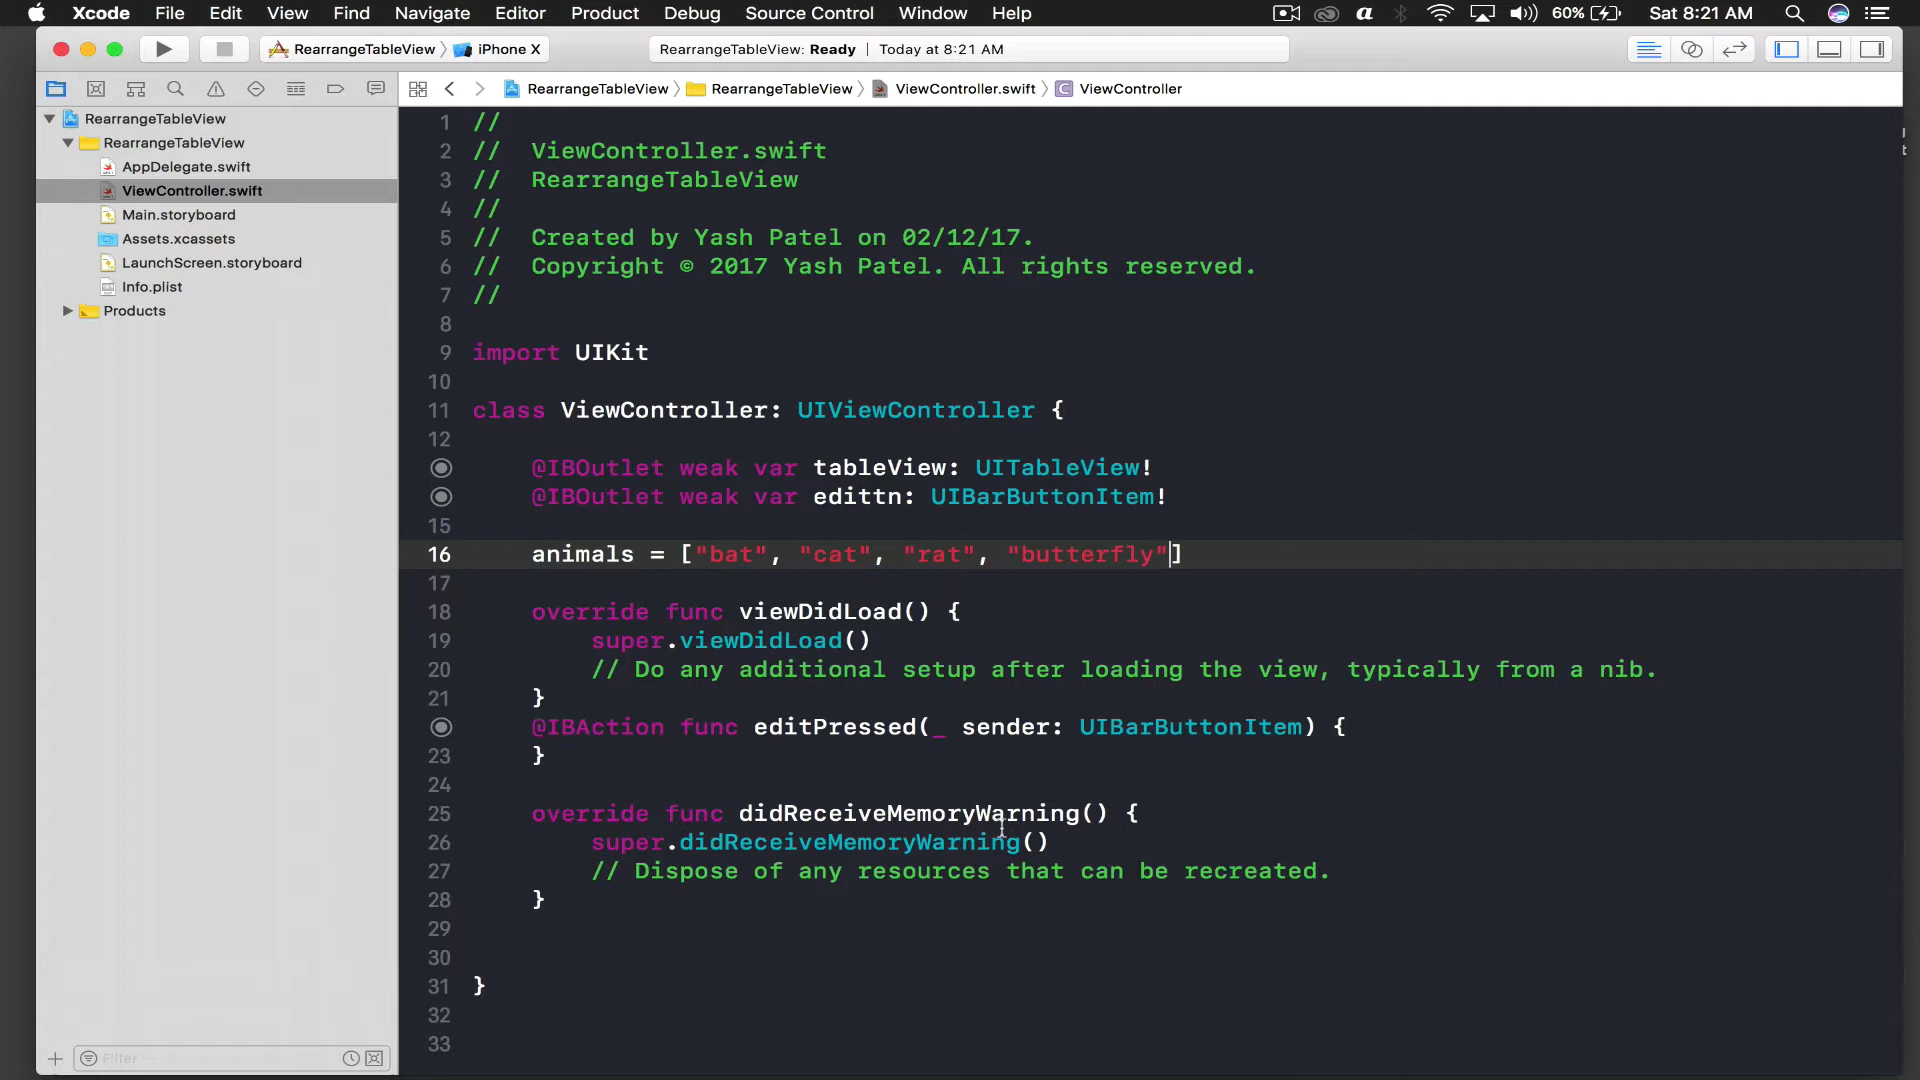 Xcode File Edit View Find Navigate Editor Product Debug Source Control Window Help 60% Sat 8:21 AM
RearrangeTableView iPhone X RearrangeTableView: Ready | Today at 8:21 AM
RearrangeTableView RearrangeTableView ViewController.swift ViewController
RearrangeTableView
RearrangeTableView
AppDelegate.swift
ViewController.swift
Main.storyboard
Assets.xcassets
LaunchScreen.storyboard
Info.plist
Products
Filter
1 //
2 // ViewController.swift
3 // RearrangeTableView
4 //
5 // Created by Yash Patel on 02/12/17.
6 // Copyright © 2017 Yash Patel. All rights reserved.
7 //
8
9 import UIKit
10
11 class ViewController: UIViewController {
12
@IBOutlet weak var tableView: UITableView!
@IBOutlet weak var edittn: UIBarButtonItem!
15
16 animals = ["bat", "cat", "rat", "butterfly"]
17
18 override func viewDidLoad() {
19 super.viewDidLoad()
20 // Do any additional setup after loading the view, typically from a nib.
21 }
@IBAction func editPressed(_ sender: UIBarButtonItem) {
23 }
24
25 override func didReceiveMemoryWarning() {
26 super.didReceiveMemoryWarning()
27 // Dispose of any resources that can be recreated.
28 }
29
30
31 }
32
33